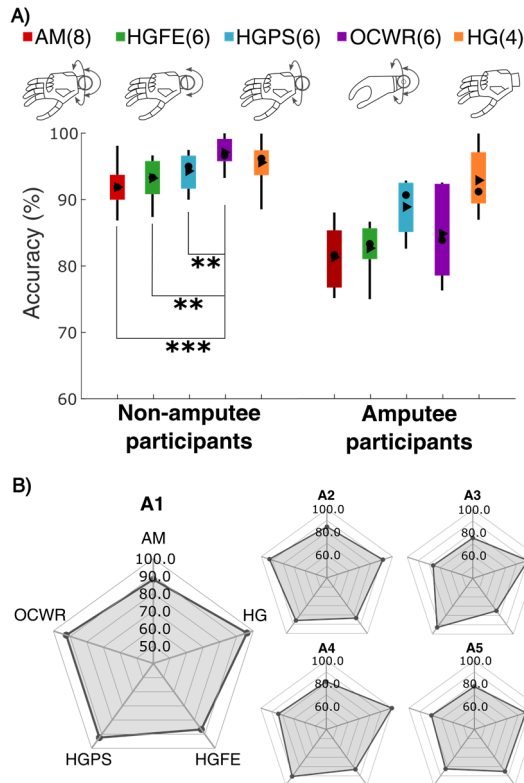 A)
AM(8) HGFE(6) HGPS(6) OCWR(6) HG(4)
Accuracy (%)
100
90
80
70
60
**
**
***
Non-amputee
participants
Amputee
participants
B)
A1
AM
100.0
90.0
80.0
70.0
60.0
50.0
OCWR
HG
HGPS
HGFE
A2
100.0
80.0
60.0
A3
100.0
80.0
60.0
A4
100.0
80.0
60.0
A5
100.0
80.0
60.0